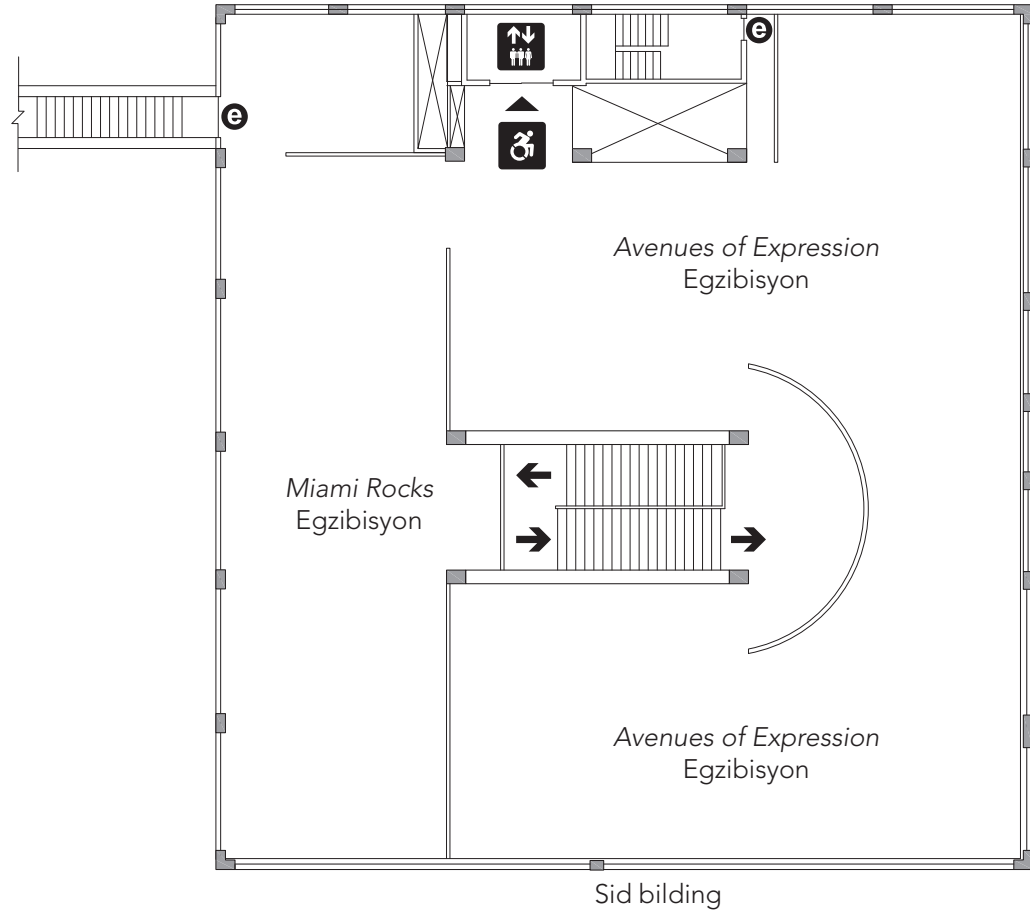 e
e
Avenues of Expression
Egzibisyon
Miami Rocks
Egzibisyon
Avenues of Expression
Egzibisyon
Sid bilding